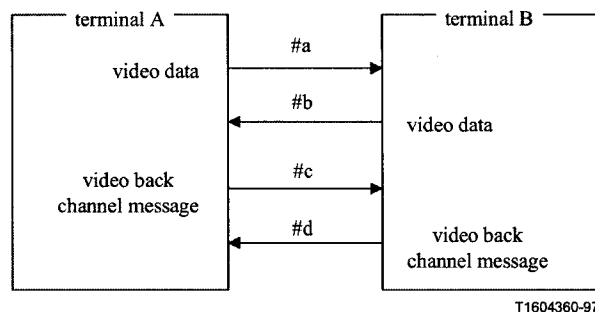 terminal A
terminal B
#a
video data
#b
video data
#c
video back
channel message
#d
video back
channel message
T1604360-97